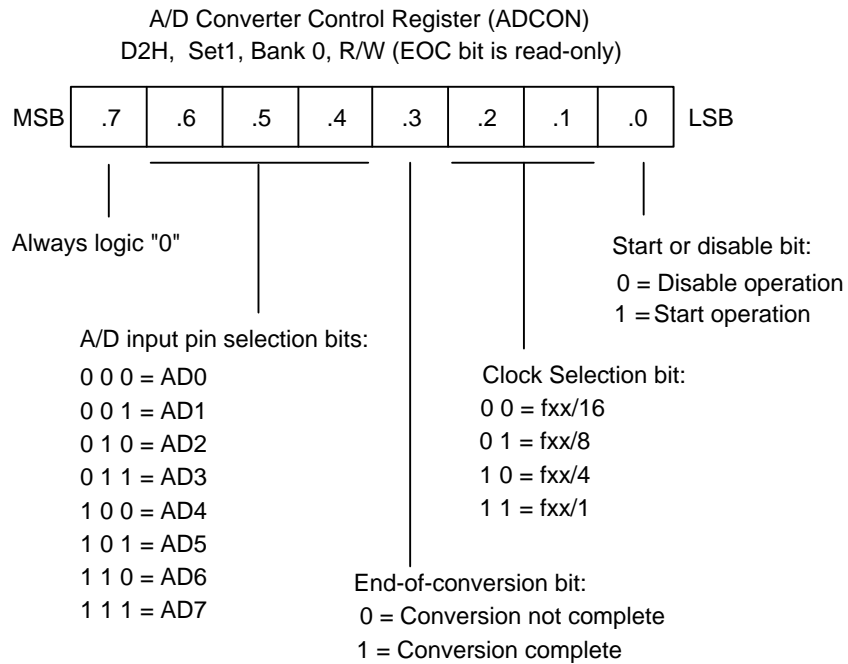 A/D Converter Control Register (ADCON)
D2H, Set1, Bank 0, R/W (EOC bit is read-only)
MSB .7 .6 .5 .4 .3 .2 .1 .0 LSB
Always logic "0"
Start or disable bit:
0 = Disable operation
1 = Start operation
A/D input pin selection bits:
0 0 0 = AD0
0 0 1 = AD1
0 1 0 = AD2
0 1 1 = AD3
1 0 0 = AD4
1 0 1 = AD5
1 1 0 = AD6
1 1 1 = AD7
Clock Selection bit:
0 0 = fxx/16
0 1 = fxx/8
1 0 = fxx/4
1 1 = fxx/1
End-of-conversion bit:
0 = Conversion not complete
1 = Conversion complete